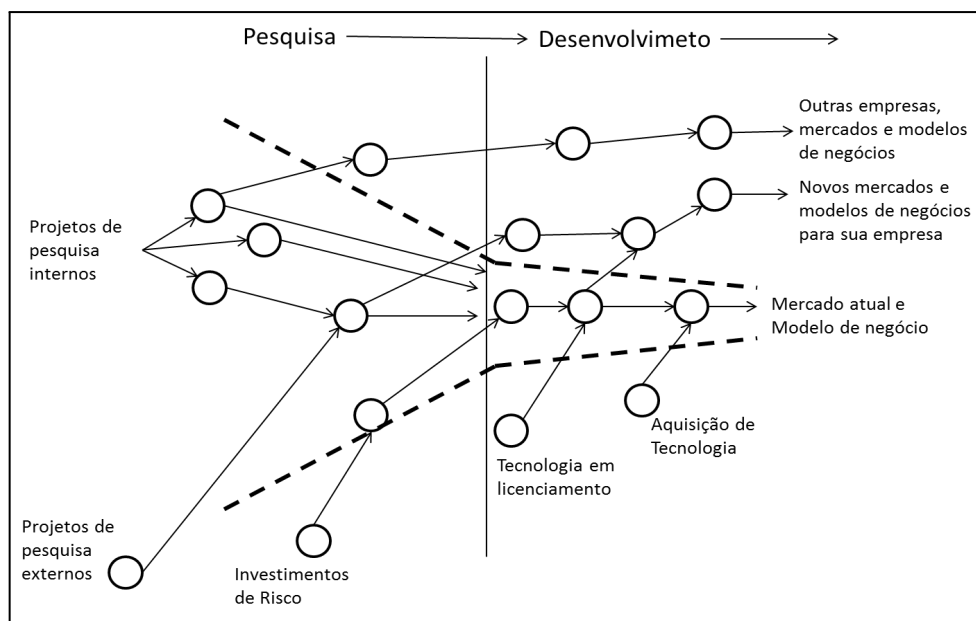 Pesquisa
Desenvolvimeto
Outras empresas,
mercados e modelos
de negócios
Novos mercados e
modelos de negócios
para sua empresa
Projetos de
pesquisa
internos
Mercado atual e
Modelo de negócio
Aquisição de
Tecnologia
Tecnologia em
licenciamento
Projetos de
pesquisa
externos
Investimentos
de Risco